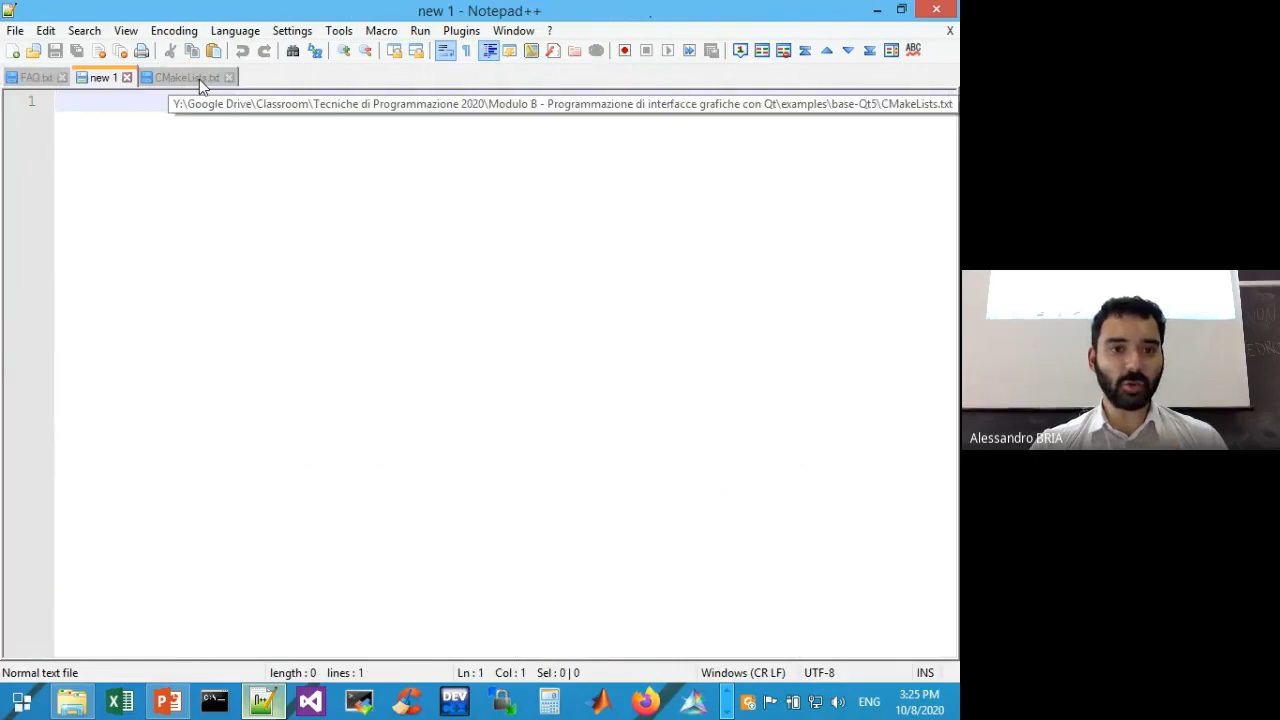 new 1 - Notepad++
File Edit Search View Encoding Language Settings Tools Macro Run Plugins Window ? X
FAQ.txt new 1 CMakeLists.txt
1
Y:\Google Drive\Classroom\Tecniche di Programmazione 2020\Modulo B - Programmazione di interfacce grafiche con Qt\examples\base-Qt5\CMakeLists.txt
Alessandro BRIA
Normal text file length : 0 lines : 1 Ln : 1 Col : 1 Sel : 0 | 0 Windows (CR LF) UTF-8 INS
ENG
3:25 PM
10/8/2020